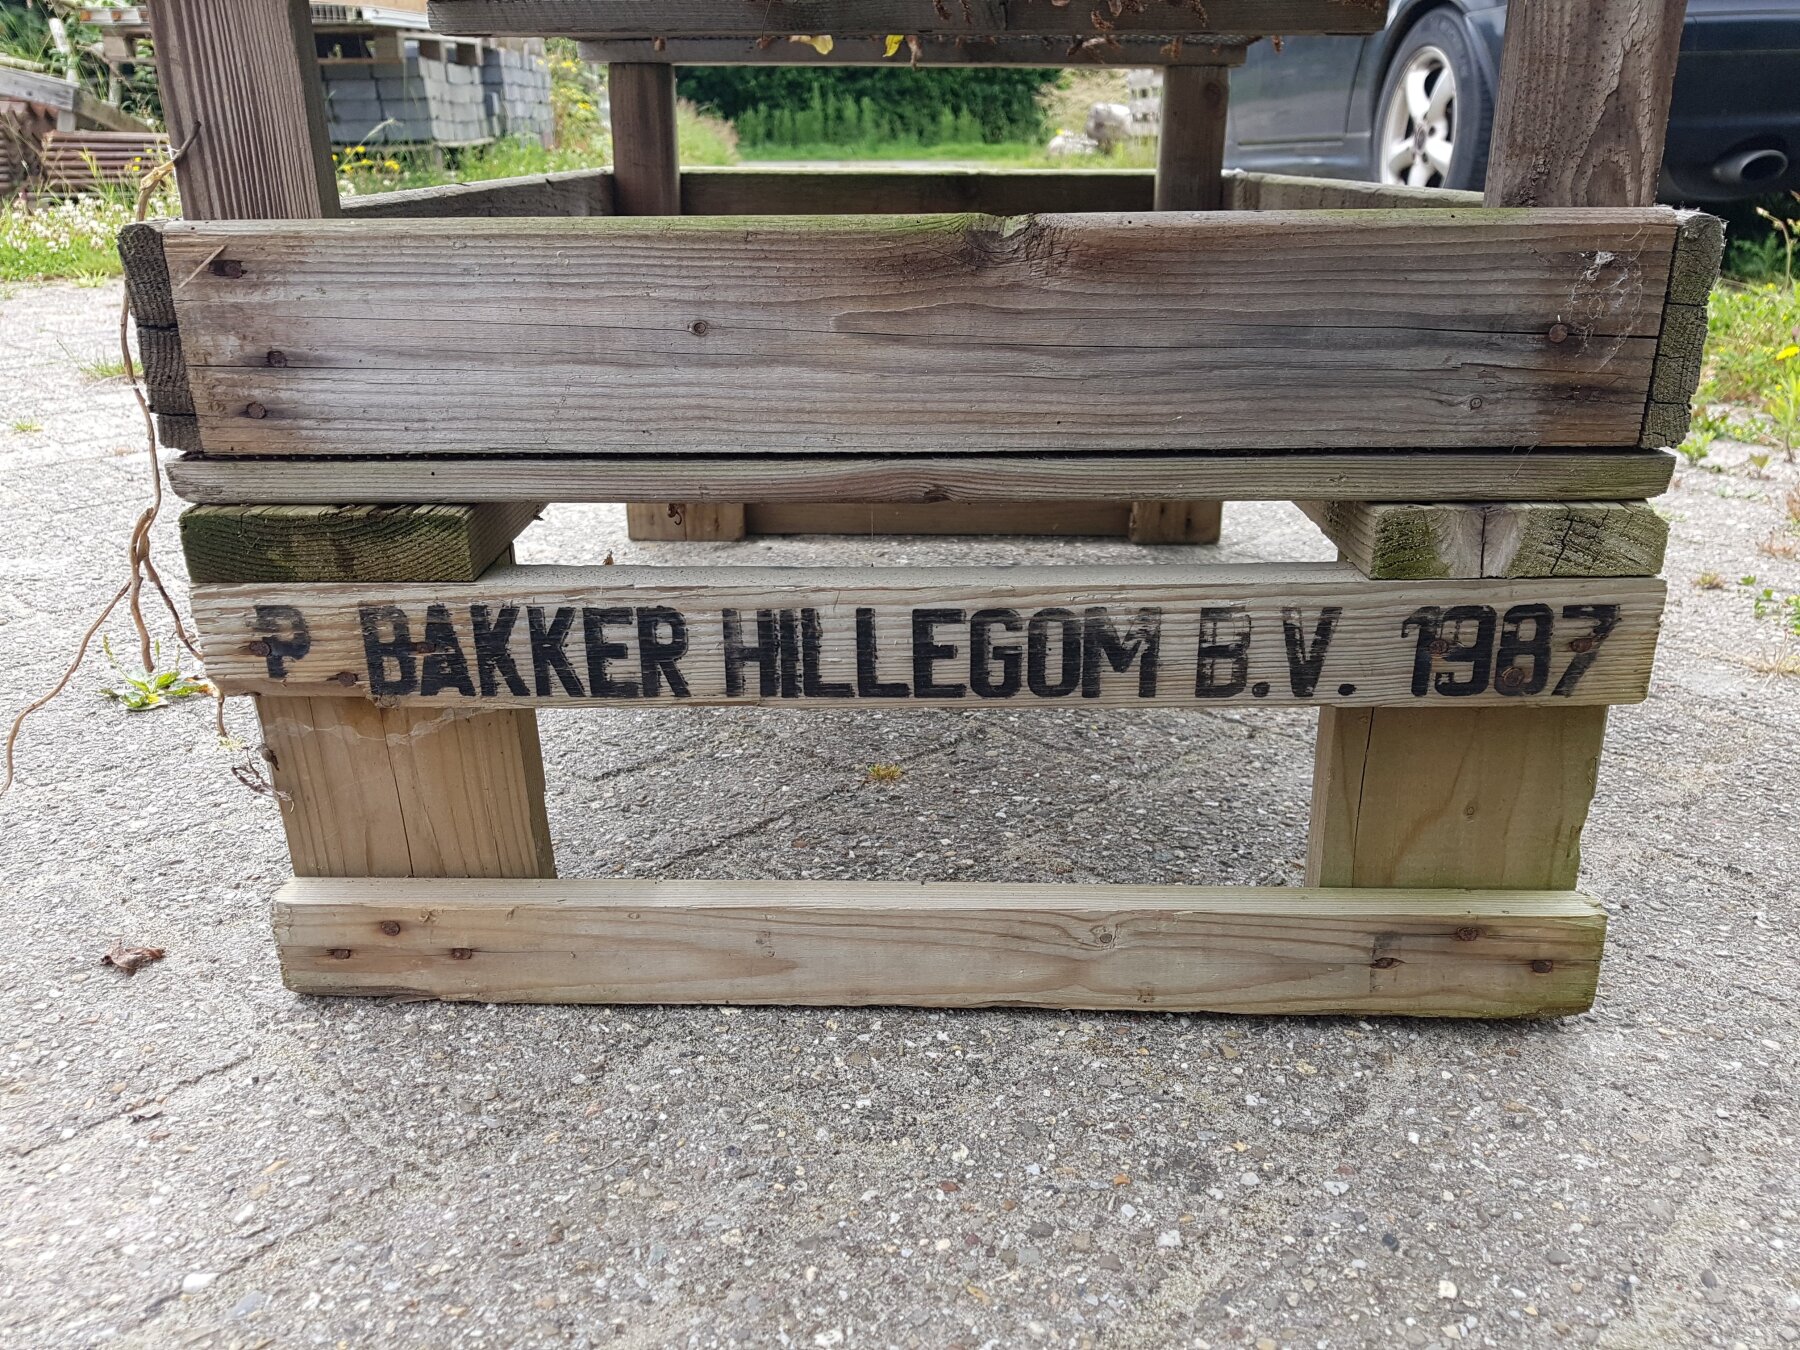 P BAKKER HILLEGOM B.V. 1987